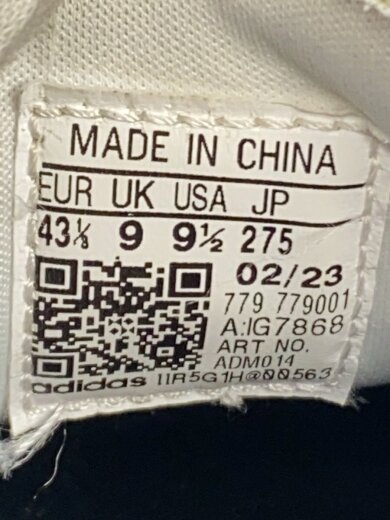 MADE IN CHINA
EUR UK USA JP
43⅓ 9 9½ 275
02/23
779 779001
A:IG7868
ART NO.
ADM014
adidas IIR5G1H@00563